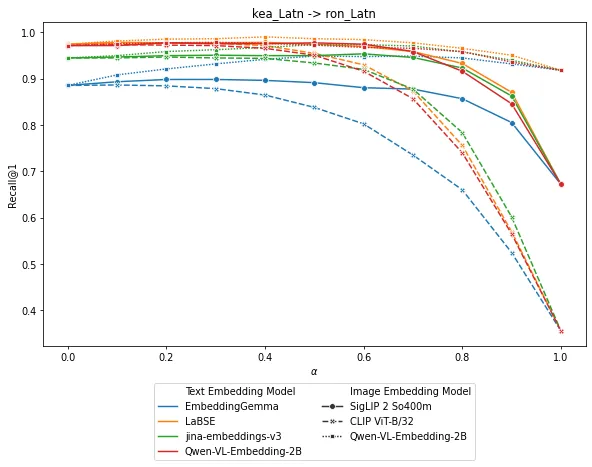 kea_Latn -> ron_Latn
Recall@1
1.0
0.9
0.8
0.7
0.6
0.5
0.4
0.0 0.2 0.4 0.6 0.8 1.0
α
Text Embedding Model
EmbeddingGemma
LaBSE
jina-embeddings-v3
Qwen-VL-Embedding-2B
Image Embedding Model
SigLIP 2 So400m
CLIP ViT-B/32
Qwen-VL-Embedding-2B